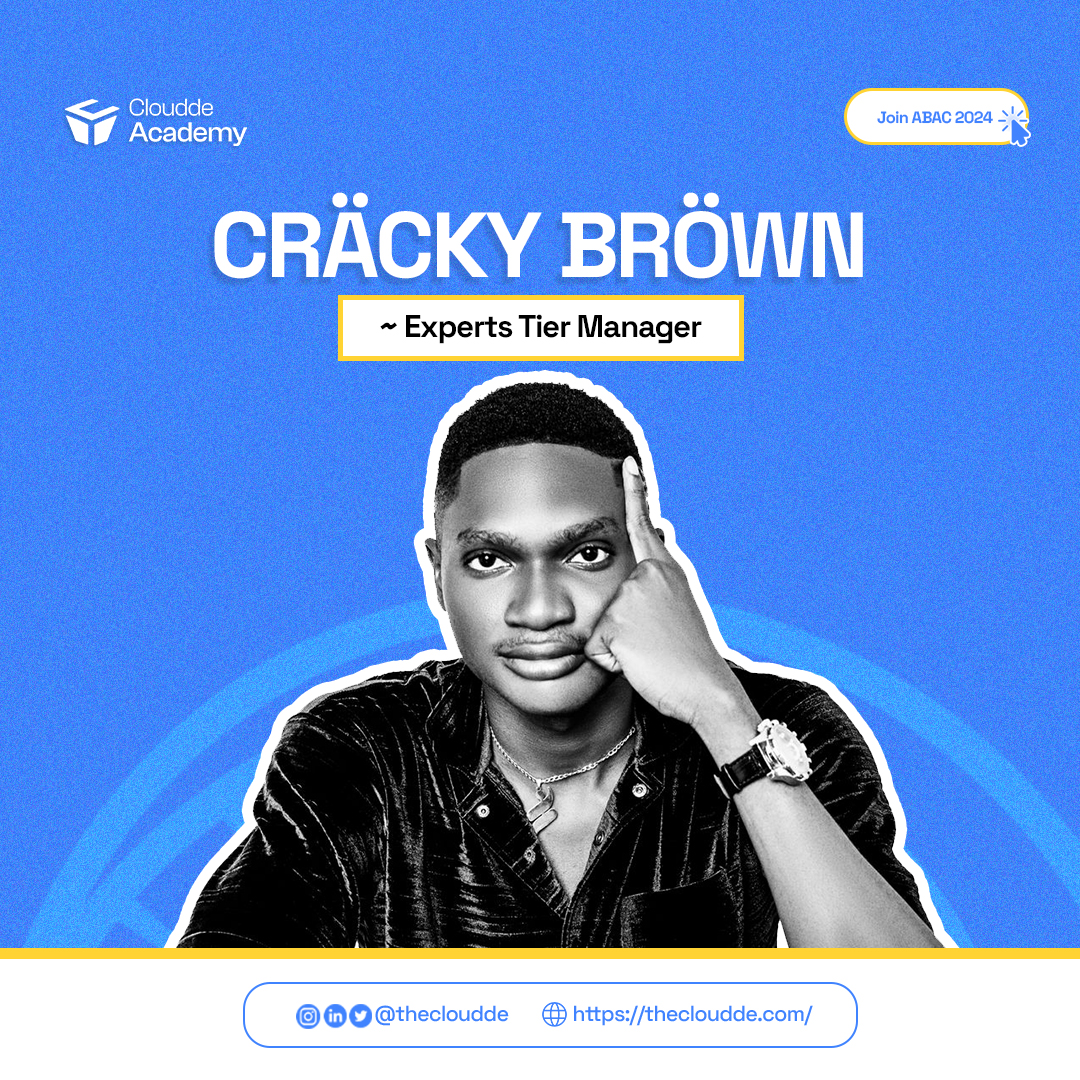 Cloudde
Academy
Join ABAC 2024
CRÄCKY BRÖWN
~ Experts Tier Manager
@thecloudde
https://thecloudde.com/